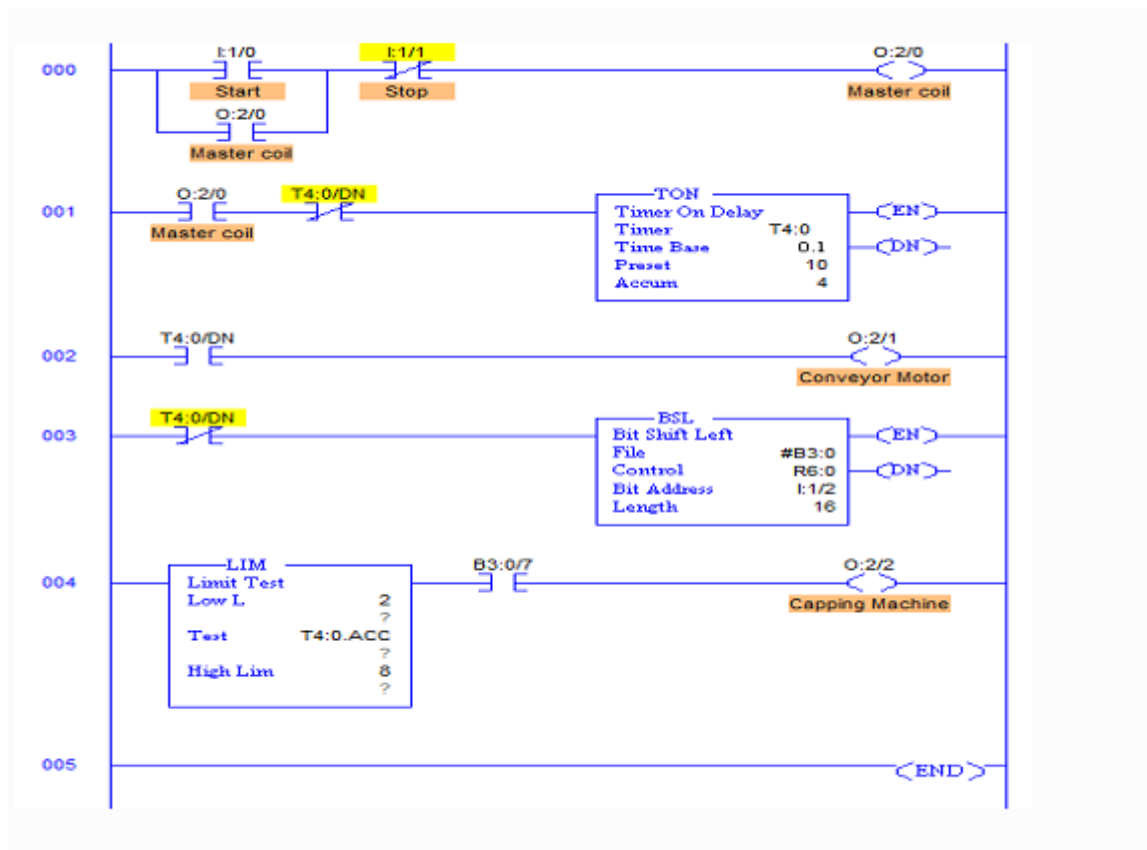 000
I:1/0
Start
I:1/1
Stop
O:2/0
Master coil
O:2/0
Master coil
001
O:2/0
Master coil
T4:0/DN
TON
Timer On Delay
Timer T4:0
Time Base 0.1
Preset 10
Accum 4
EN
DN
002
T4:0/DN
O:2/1
Conveyor Motor
003
T4:0/DN
BSL
Bit Shift Left
File #B3:0
Control R6:0
Bit Address I:1/2
Length 16
EN
DN
004
LIM
Limit Test
Low L 2
?
Test T4:0.ACC
?
High Lim 8
?
B3:0/7
O:2/2
Capping Machine
005
END